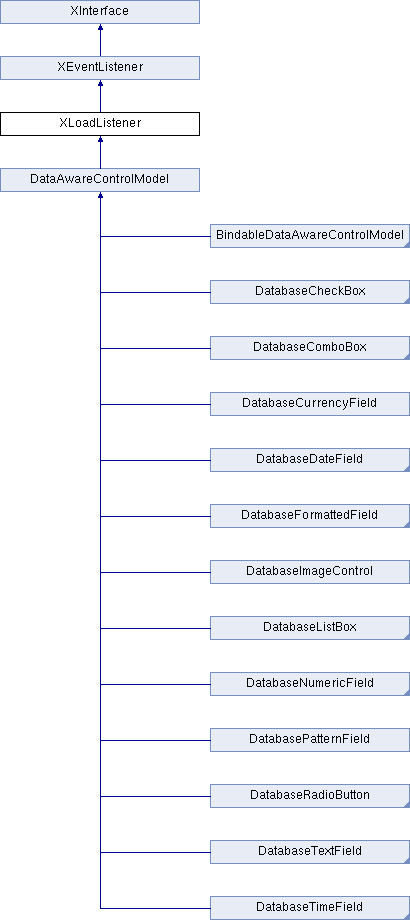 XInterface
XEventListener
XLoadListener
DataAwareControlModel
BindableDataAwareControlModel
DatabaseCheckBox
DatabaseComboBox
DatabaseCurrencyField
DatabaseDateField
DatabaseFormattedField
DatabaseImageControl
DatabaseListBox
DatabaseNumericField
DatabasePatternField
DatabaseRadioButton
DatabaseTextField
DatabaseTimeField